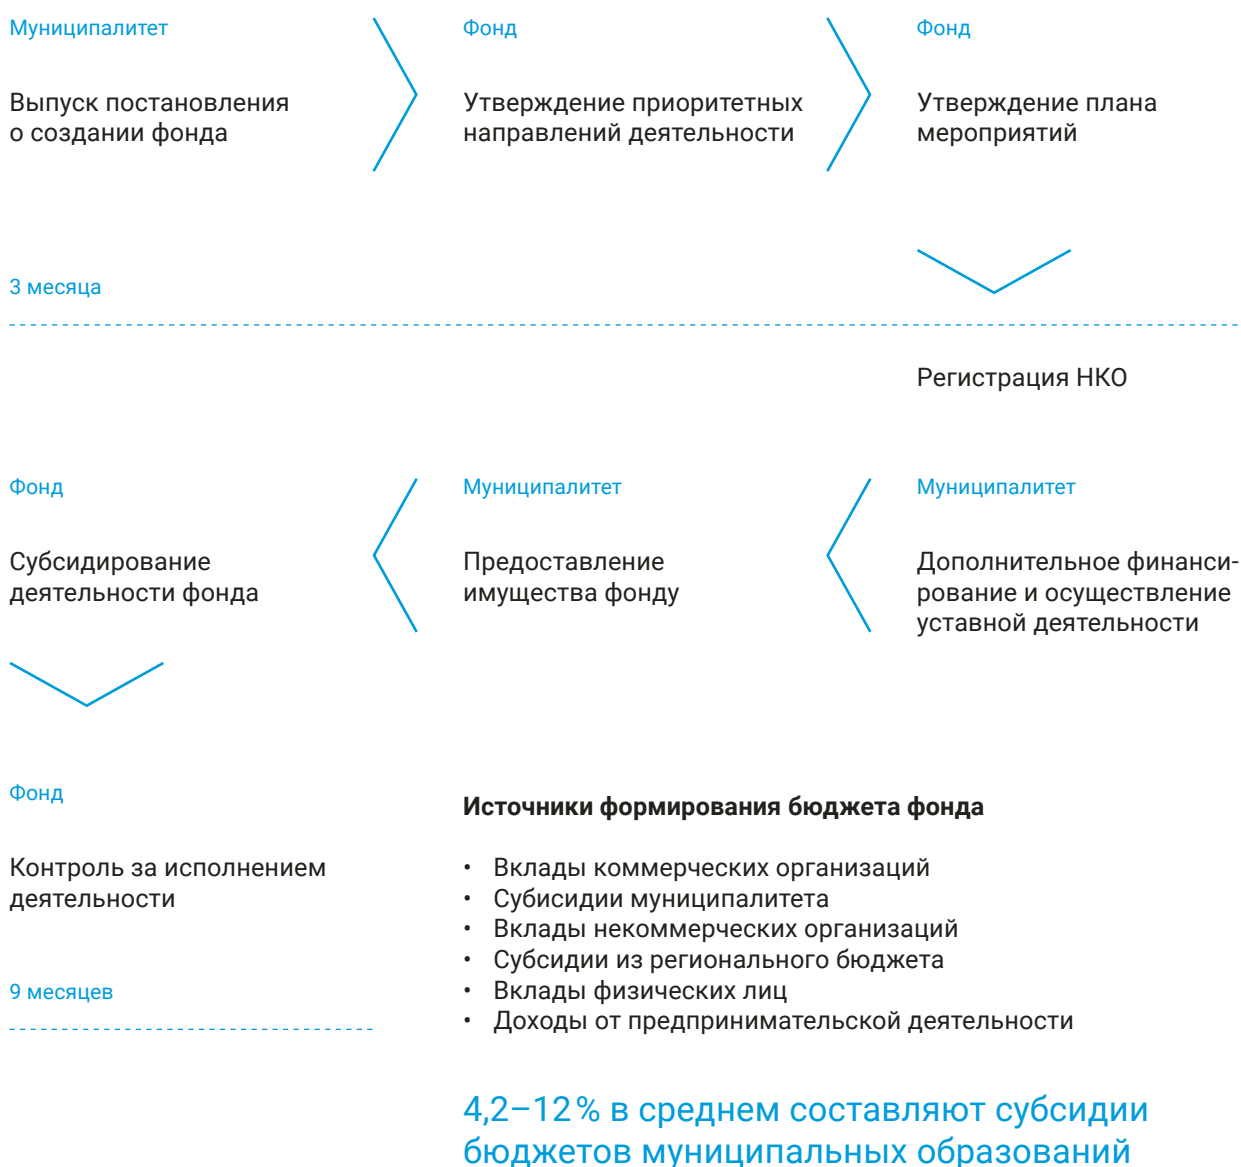 Муниципалитет
Выпуск постановления
о создании фонда
Фонд
Утверждение приоритетных
направлений деятельности
Фонд
Утверждение плана
мероприятий
3 месяца
Регистрация НКО
Муниципалитет
Дополнительное финанси-
рование и осуществление
уставной деятельности
Муниципалитет
Предоставление
имущества фонду
Фонд
Субсидирование
деятельности фонда
Фонд
Контроль за исполнением
деятельности
9 месяцев
Источники формирования бюджета фонда
• Вклады коммерческих организаций
• Субисидии муниципалитета
• Вклады некоммерческих организаций
• Субсидии из регионального бюджета
• Вклады физических лиц
• Доходы от предпринимательской деятельности
4,2–12 % в среднем составляют субсидии
бюджетов муниципальных образований